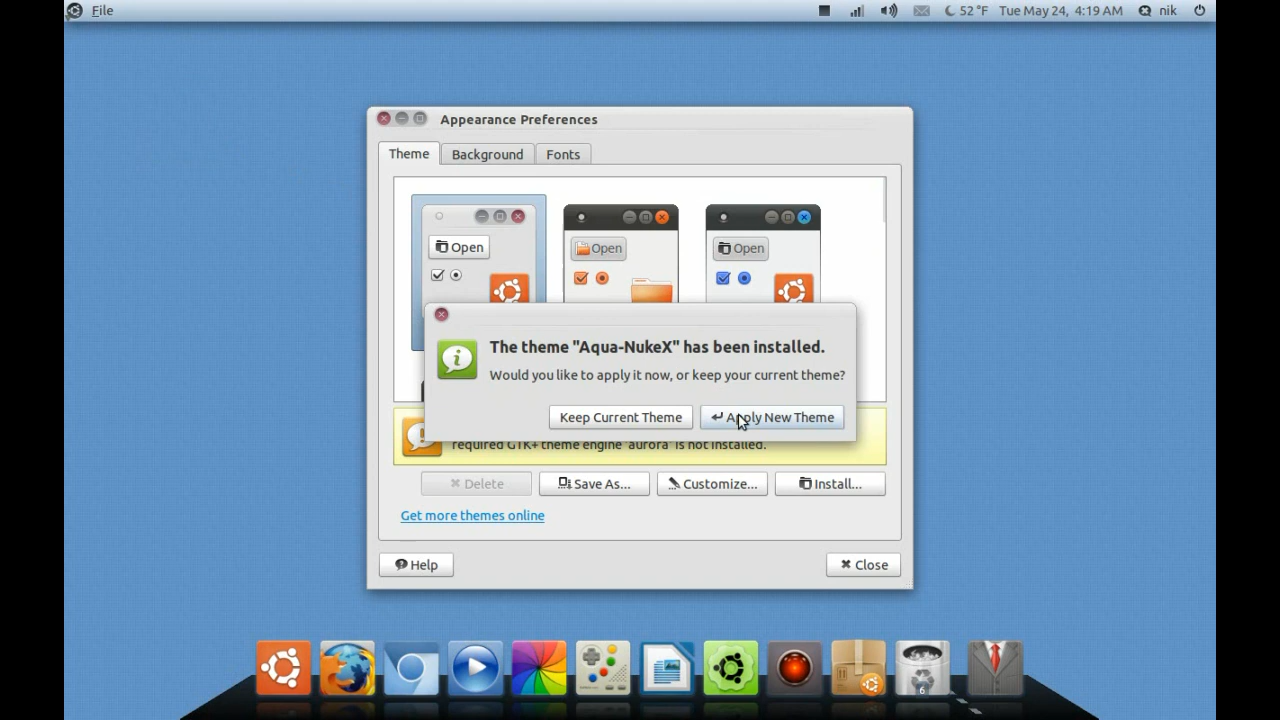 File
52 °F Tue May 24, 4:19 AM nik
Appearance Preferences
Theme Background Fonts
Open Open Open
The theme "Aqua-NukeX" has been installed.
Would you like to apply it now, or keep your current theme?
Keep Current Theme Apply New Theme
required GTK+ theme engine 'aurora' is not installed.
Delete Save As... Customize... Install...
Get more themes online
Help Close
6